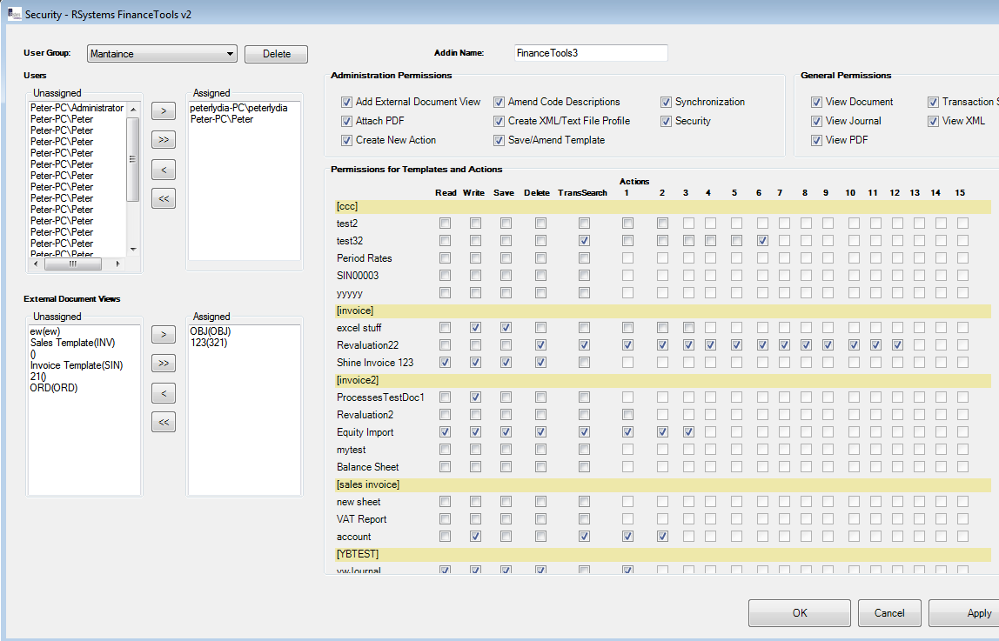 Security - RSystems FinanceTools v2
User Group: Mantaince Delete Addin Name: FinanceTools3
Users
Unassigned
Peter-PC\Administrator
Peter-PC\Peter
Peter-PC\Peter
Peter-PC\Peter
Peter-PC\Peter
Peter-PC\Peter
Peter-PC\Peter
Peter-PC\Peter
Peter-PC\Peter
Peter-PC\Peter
Peter-PC\Peter
Peter-PC\Peter
Peter-PC\Peter
Peter-PC\Peter
>
>>
<
<<
Assigned
peterlydia-PC\peterlydia
Peter-PC\Peter
External Document Views
Unassigned
ew(ew)
Sales Template(INV)
()
Invoice Template(SIN)
21()
ORD(ORD)
>
>>
<
<<
Assigned
OBJ(OBJ)
123(321)
Administration Permissions
Add External Document View Amend Code Descriptions Synchronization
Attach PDF Create XML/Text File Profile Security
Create New Action Save/Amend Template
General Permissions
View Document Transaction S
View Journal View XML
View PDF
Permissions for Templates and Actions
Actions
Read Write Save Delete TransSearch 1 2 3 4 5 6 7 8 9 10 11 12 13 14 15
[ccc]
test2
test32
Period Rates
SIN00003
yyyyy
[invoice]
excel stuff
Revaluation22
Shine Invoice 123
[invoice2]
ProcessesTestDoc1
Revaluation2
Equity Import
mytest
Balance Sheet
[sales invoice]
new sheet
VAT Report
account
[YBTEST]
OK Cancel Apply